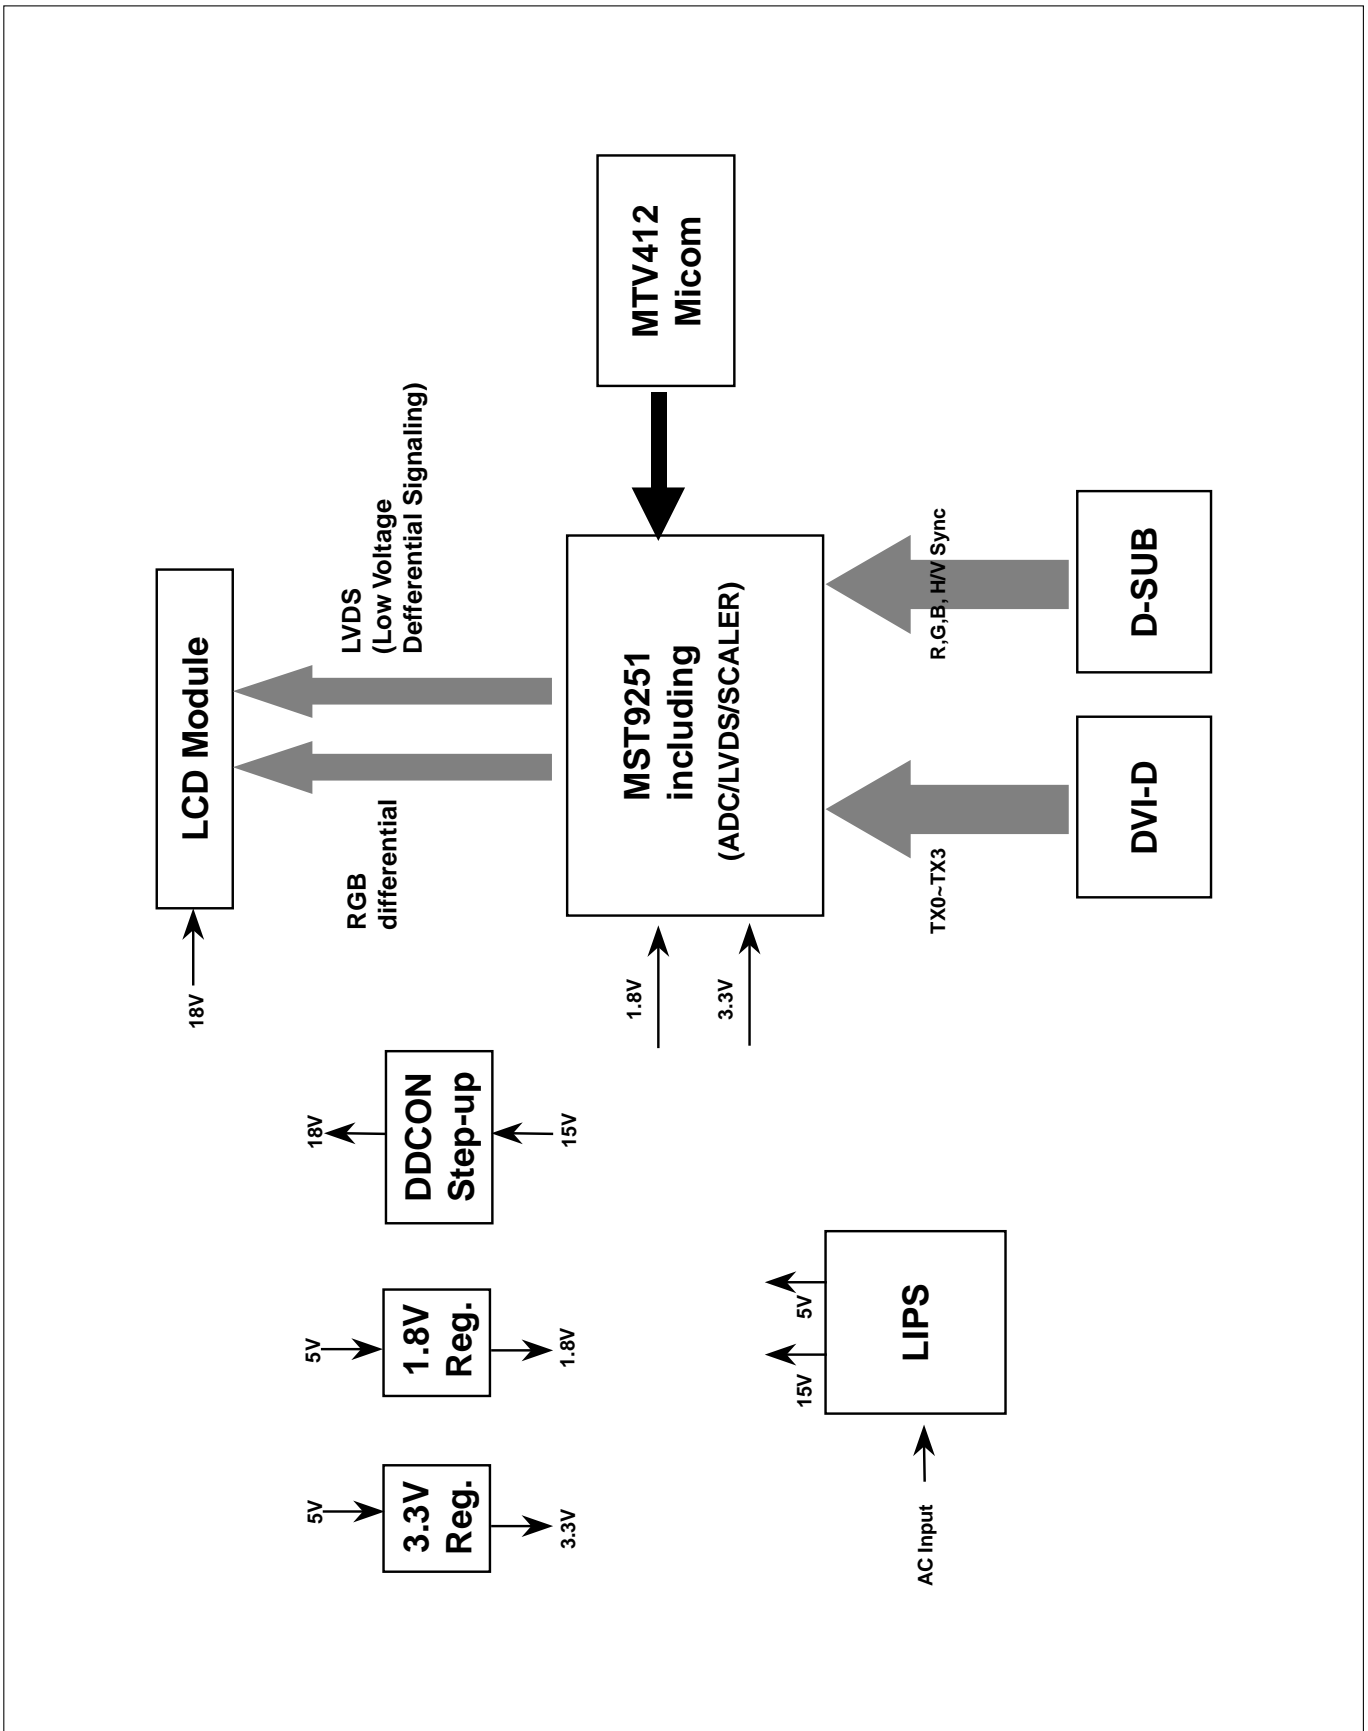 3.3V
Reg.
5V
3.3V
1.8V
Reg.
5V
1.8V
DDCON
Step-up
18V
15V
18V
LCD Module
RGB
differential
LVDS
(Low Voltage
Defferential Signaling)
1.8V
3.3V
MST9251
including
(ADC/LVDS/SCALER)
MTV412
Micom
AC Input
15V
5V
LIPS
TX0~TX3
DVI-D
R,G,B, H/V Sync
D-SUB